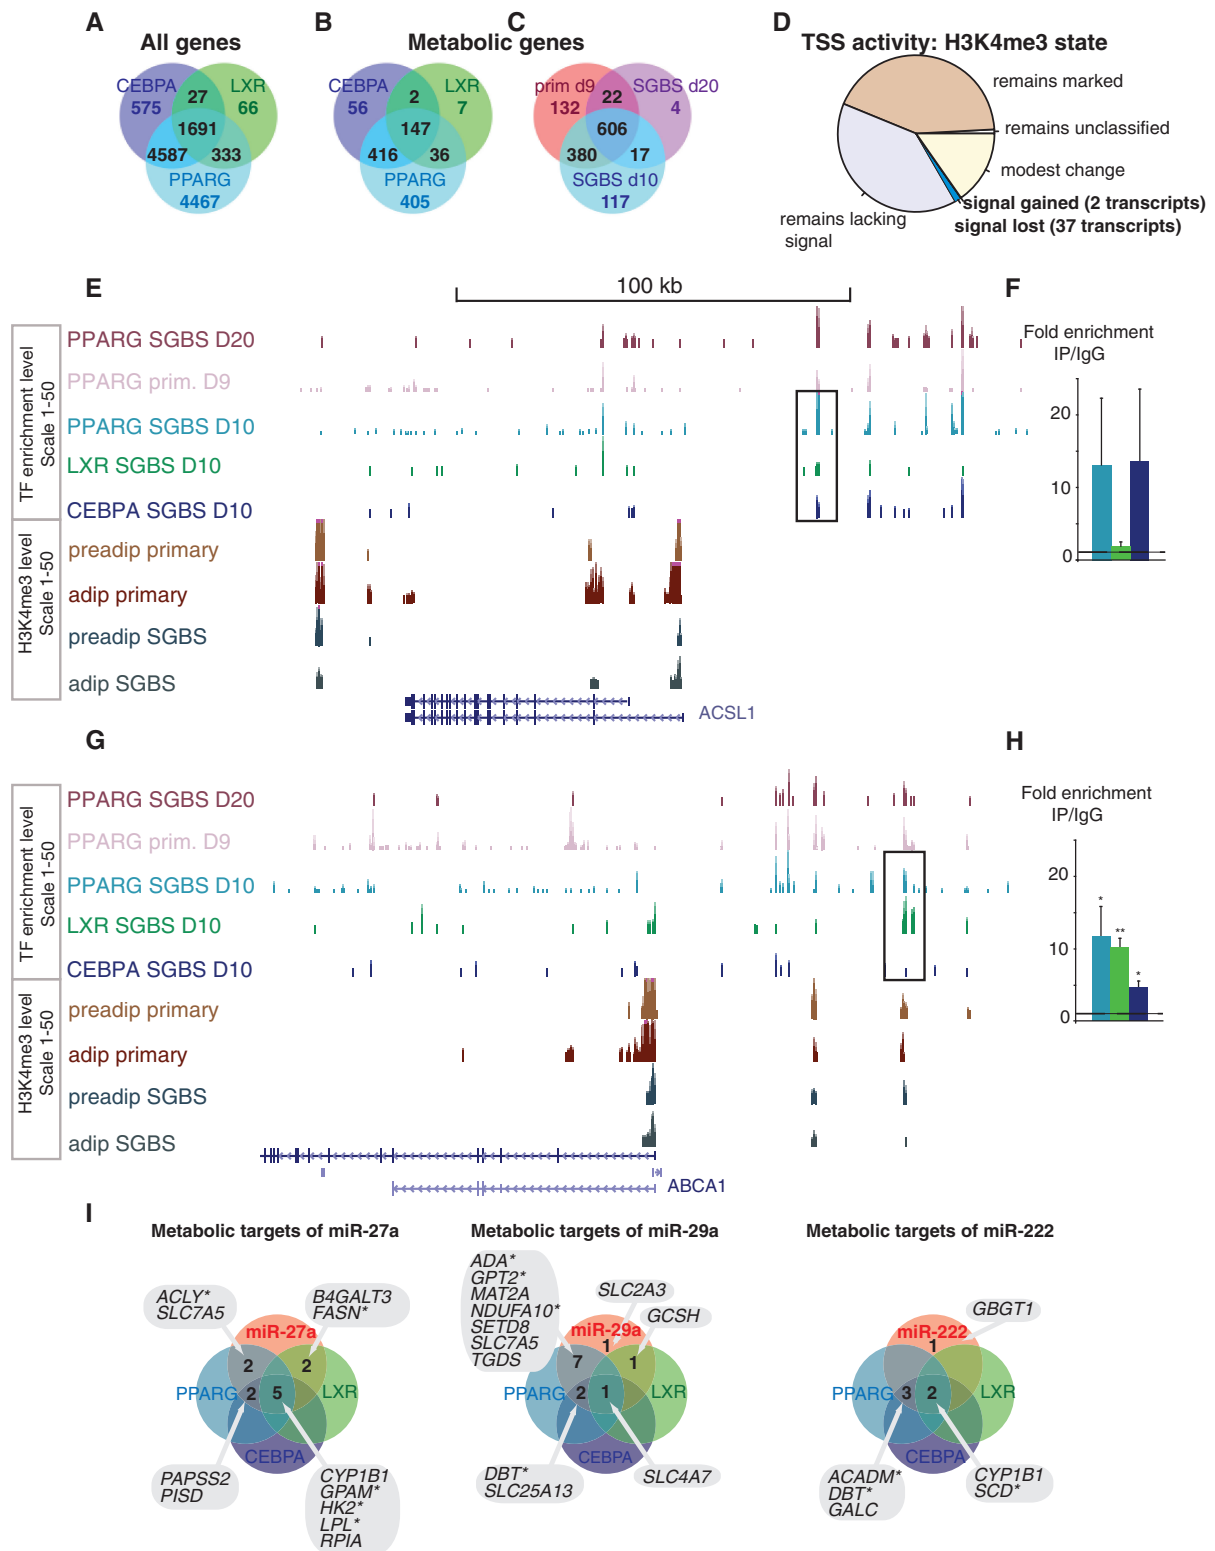 A
All genes
CEBPA
575
27
LXR
66
1691
4587
333
PPARG
4467
B
Metabolic genes
CEBPA
56
2
LXR
7
147
416
36
PPARG
405
C
prim d9
132
22
SGBS d20
4
606
380
17
SGBS d10
117
D
TSS activity: H3K4me3 state
remains marked
remains unclassified
modest change
signal gained (2 transcripts)
signal lost (37 transcripts)
remains lacking
signal
E
100 kb
TF enrichment level
Scale 1-50
PPARG SGBS D20
PPARG prim. D9
PPARG SGBS D10
LXR SGBS D10
CEBPA SGBS D10
H3K4me3 level
Scale 1-50
preadip primary
adip primary
preadip SGBS
adip SGBS
ACSL1
F
Fold enrichment
IP/IgG
20
10
0
G
TF enrichment level
Scale 1-50
PPARG SGBS D20
PPARG prim. D9
PPARG SGBS D10
LXR SGBS D10
CEBPA SGBS D10
H3K4me3 level
Scale 1-50
preadip primary
adip primary
preadip SGBS
adip SGBS
ABCA1
H
Fold enrichment
IP/IgG
20
*
**
10
*
0
I
Metabolic targets of miR-27a
ACLY*
SLC7A5
B4GALT3
FASN*
miR-27a
2
2
PPARG
2
5
LXR
CEBPA
PAPSS2
PISD
CYP1B1
GPAM*
HK2*
LPL*
RPIA
Metabolic targets of miR-29a
ADA*
GPT2*
MAT2A
NDUFA10*
SETD8
SLC7A5
TGDS
SLC2A3
GCSH
miR-29a
1
7
1
PPARG
2
1
LXR
CEBPA
DBT*
SLC25A13
SLC4A7
Metabolic targets of miR-222
GBGT1
miR-222
1
PPARG
3
2
LXR
CEBPA
ACADM*
DBT*
GALC
CYP1B1
SCD*